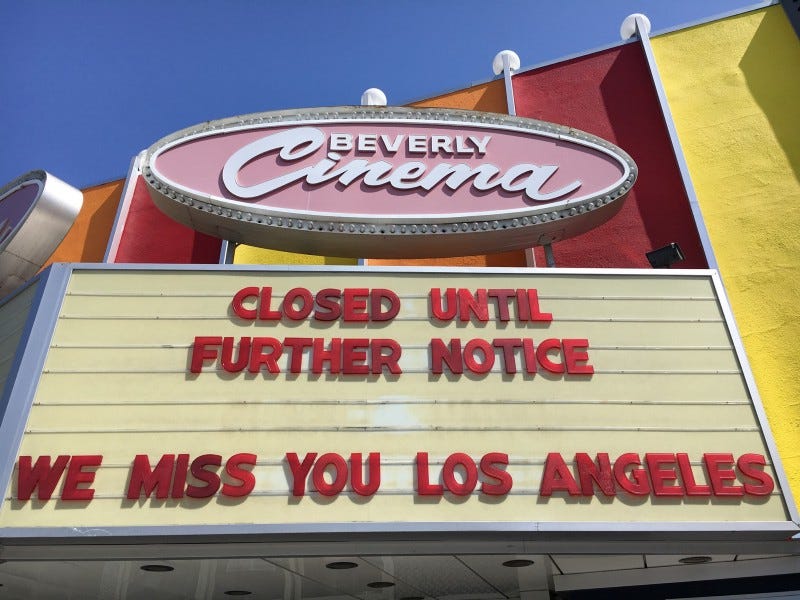 BEVERLY
Cinema
CLOSED UNTIL
FURTHER NOTICE
WE MISS YOU LOS ANGELES